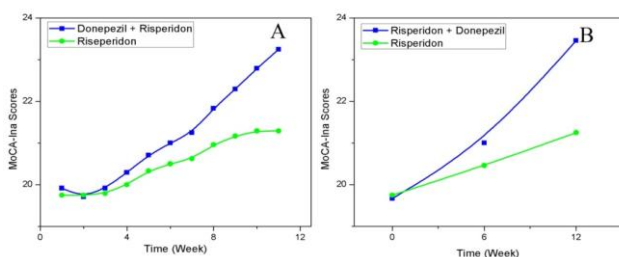 Donepezil + Risperidon
Riseperidon
A
MoCA-Ina Scores
24
22
20
0
4
8
12
Time (Week)
Risperidon + Donepezil
Risperidon
B
MoCA-Ina Scores
24
22
20
0
6
12
Time (Week)